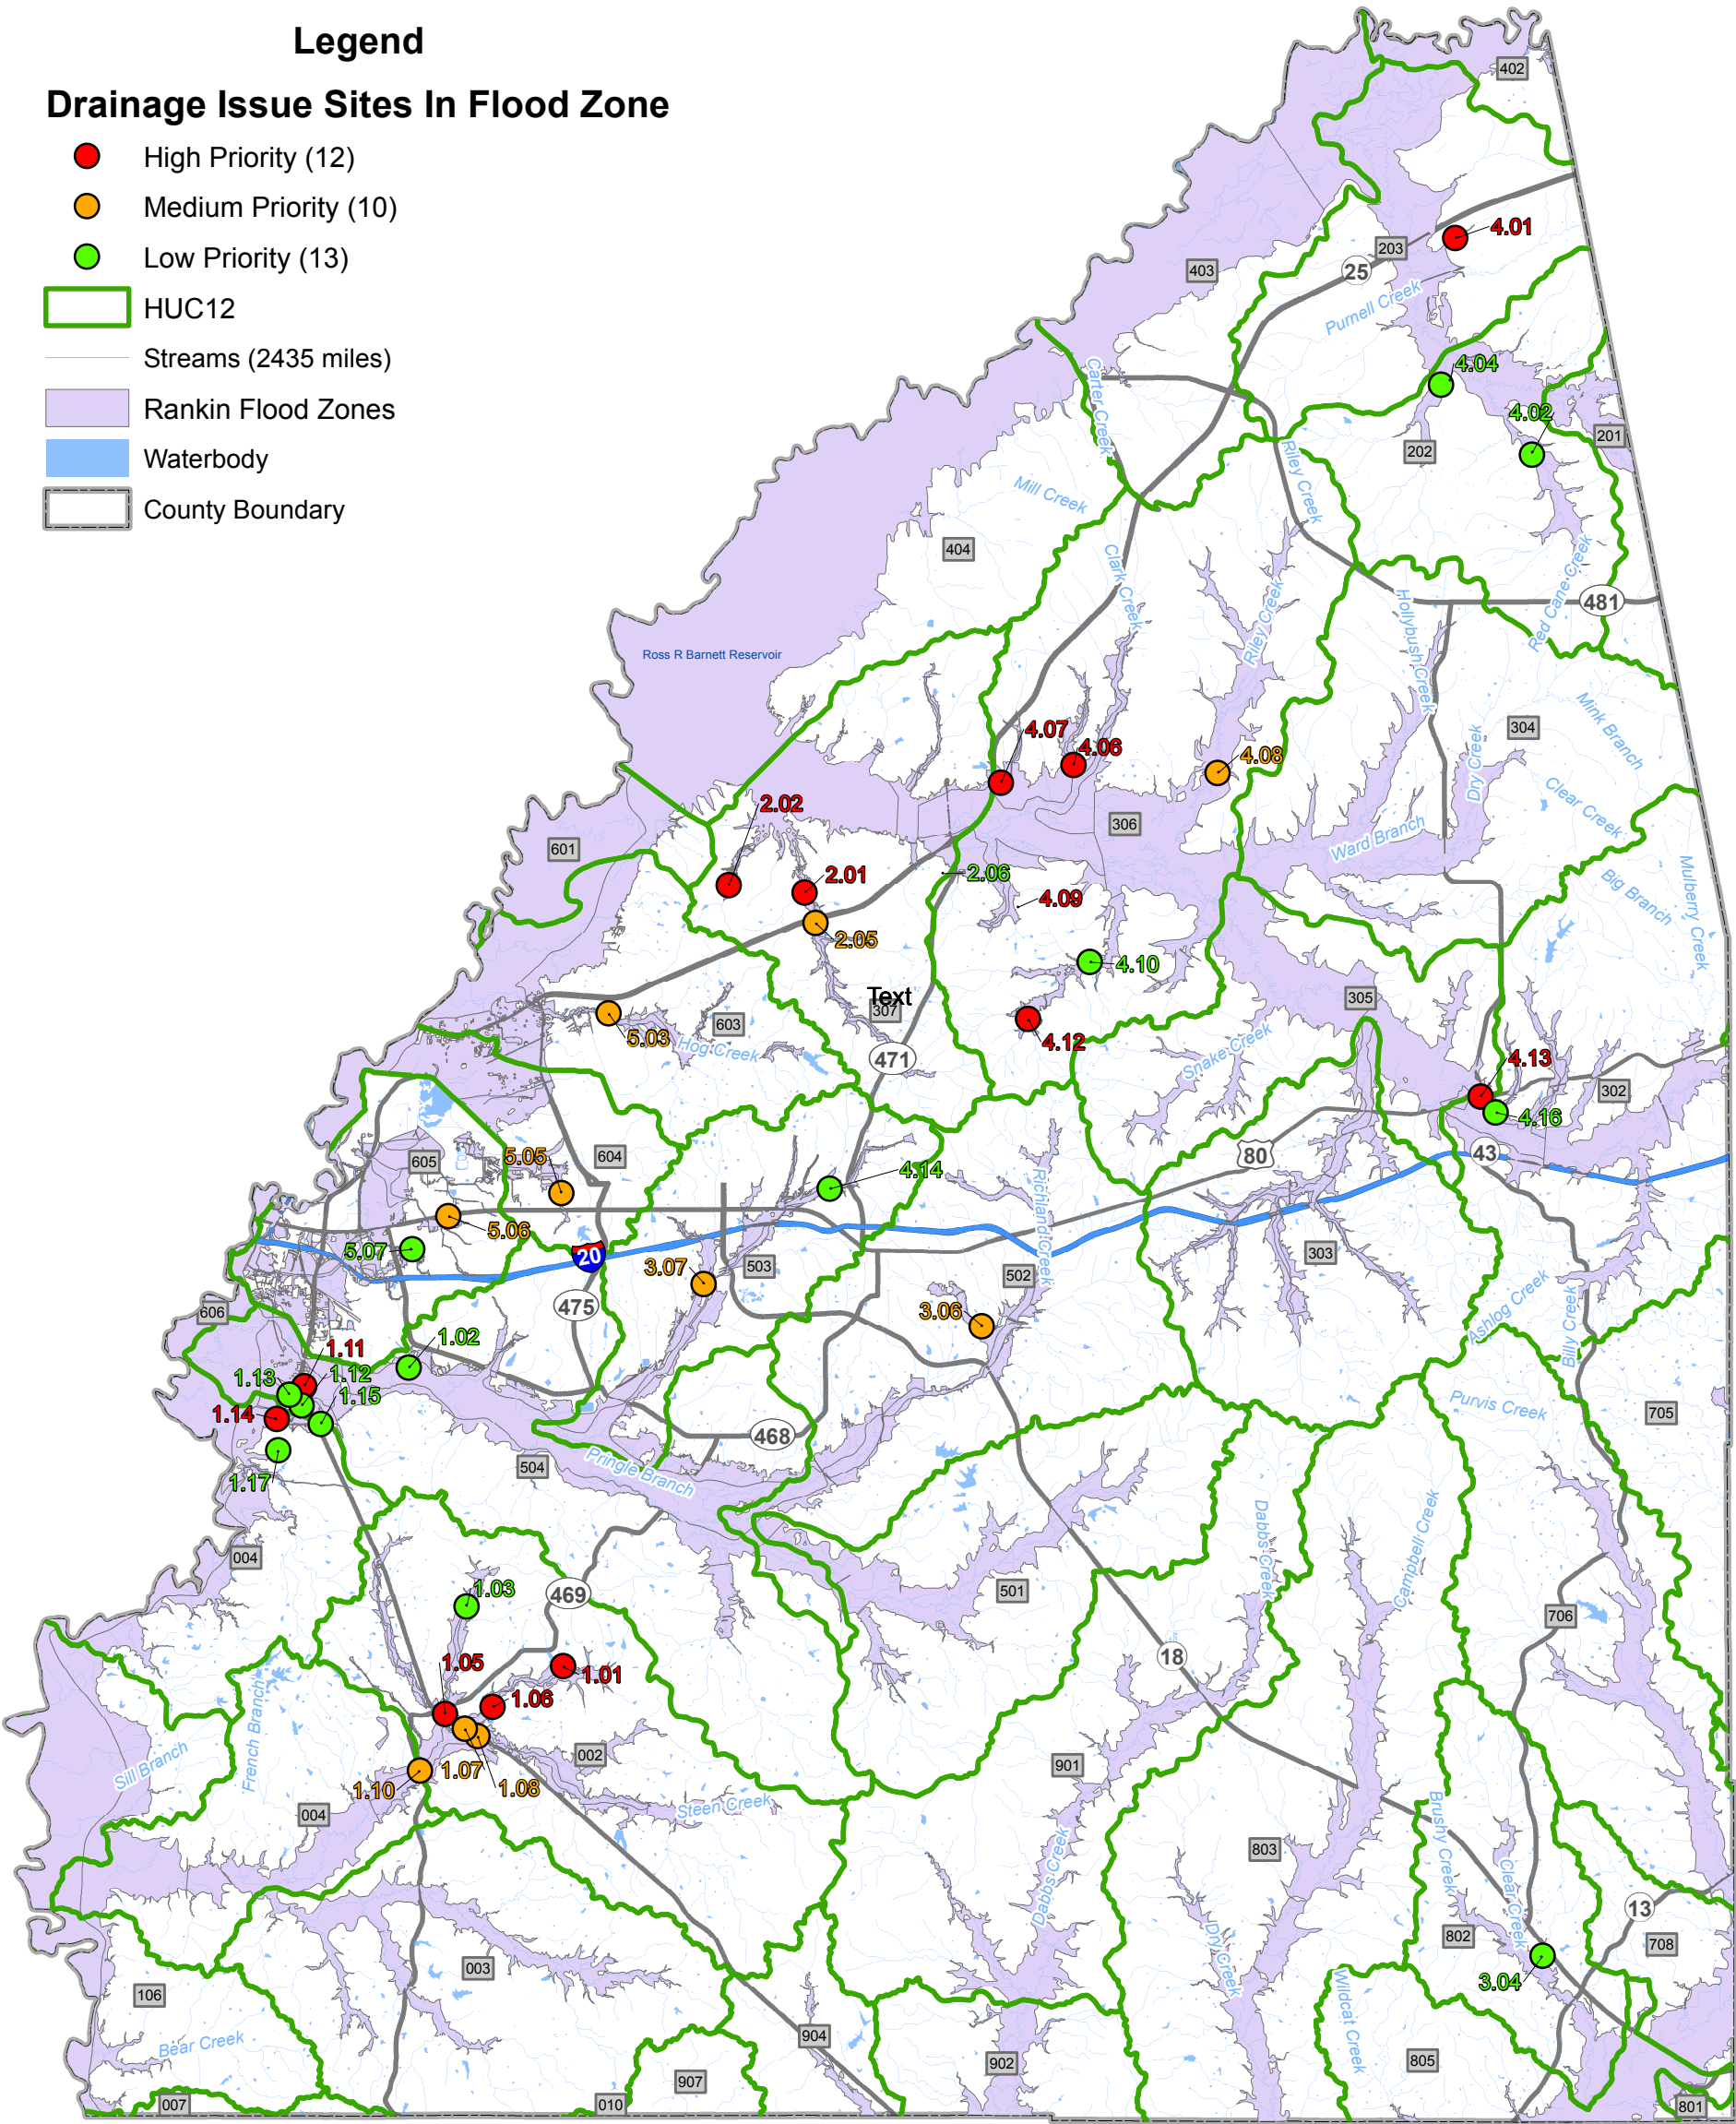 Legend
Drainage Issue Sites In Flood Zone
High Priority (12)
Medium Priority (10)
Low Priority (13)
HUC12
Streams (2435 miles)
Rankin Flood Zones
Waterbody
County Boundary
402
4.01
203
25
403
Purnell Creek
4.04
Carter Creek
4.02
201
202
Riley Creek
Mill Creek
404
Clark Creek
Red Cane Creek
481
Hollybush Creek
Riley Creek
Ross R Barnett Reservoir
Mink Branch
304
4.07
4.06
4.08
Dry Creek
2.02
Clear Creek
306
Ward Branch
601
2.01
2.06
Big Branch
Mulberry Creek
4.09
2.05
4.10
Text
307
305
603
5.03
Hog Creek
4.12
Snake Creek
471
4.13
302
4.16
80
43
604
5.05
605
4.14
Richland Creek
5.06
5.07
20
3.07
503
502
303
475
606
3.06
Ashlog Creek
Billy Creek
1.02
1.11
1.12
1.13
1.15
1.14
Purvis Creek
705
468
504
Pringle Branch
1.17
Dabbs Creek
Campbell Creek
004
1.03
469
501
706
1.05
1.01
18
1.06
French Branch
Sill Branch
002
901
1.07
1.08
1.10
004
Steen Creek
Brushy Creek
803
Dabbs Creek
Clear Creek
13
802
708
Dry Creek
003
3.04
106
Wildcat Creek
904
Bear Creek
902
805
907
007
010
801